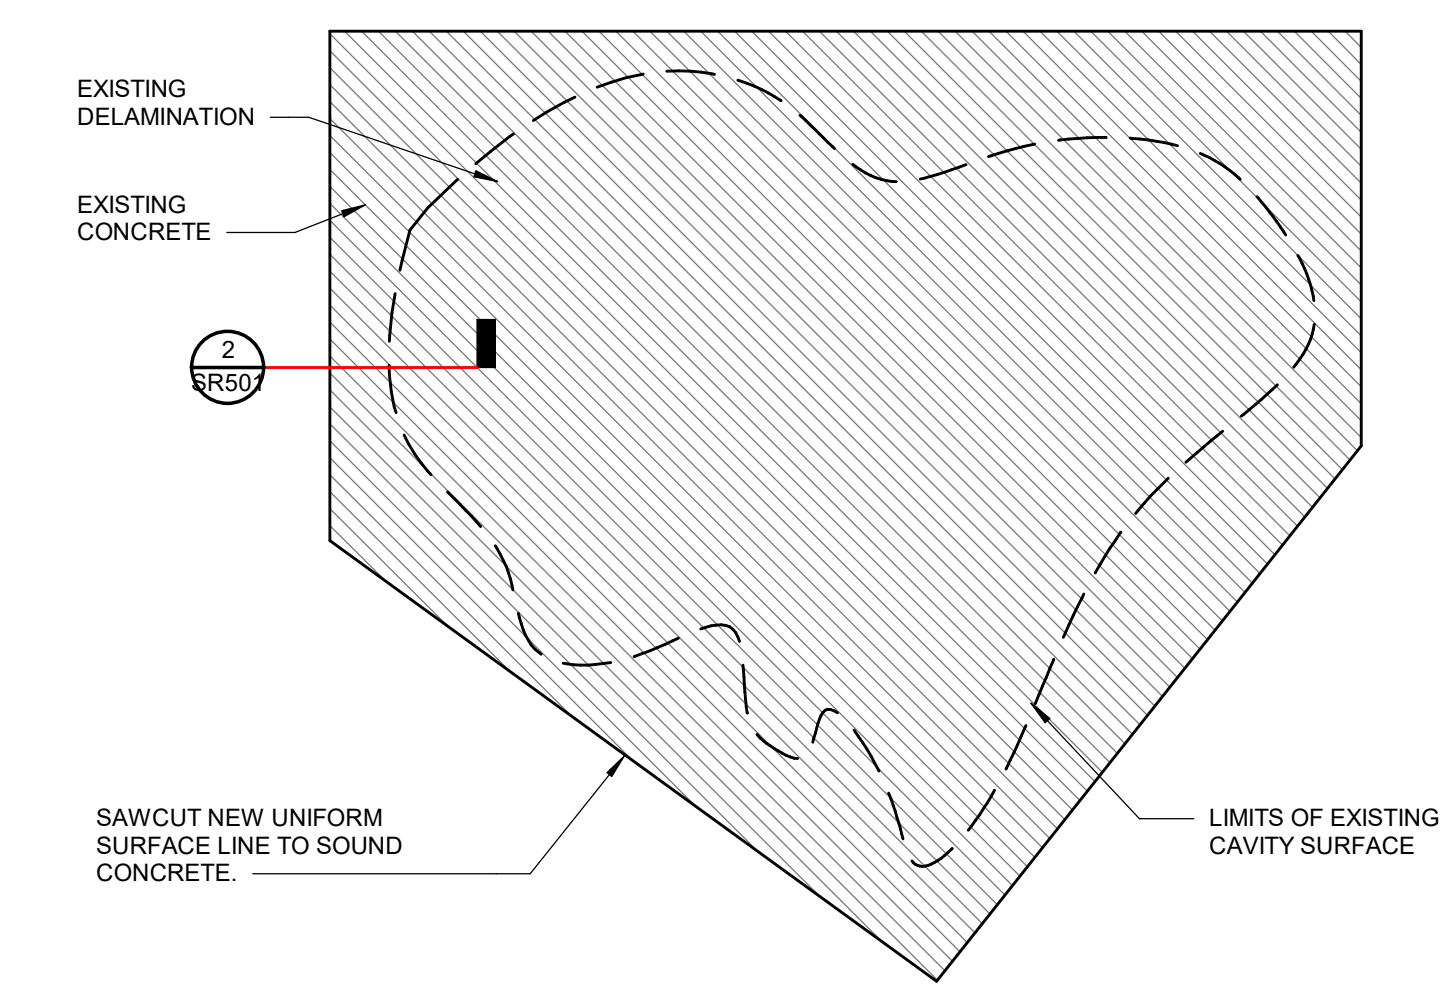 EXISTING
DELAMINATION
EXISTING
CONCRETE
2
SR501
SAWCUT NEW UNIFORM
SURFACE LINE TO SOUND
CONCRETE.
LIMITS OF EXISTING
CAVITY SURFACE